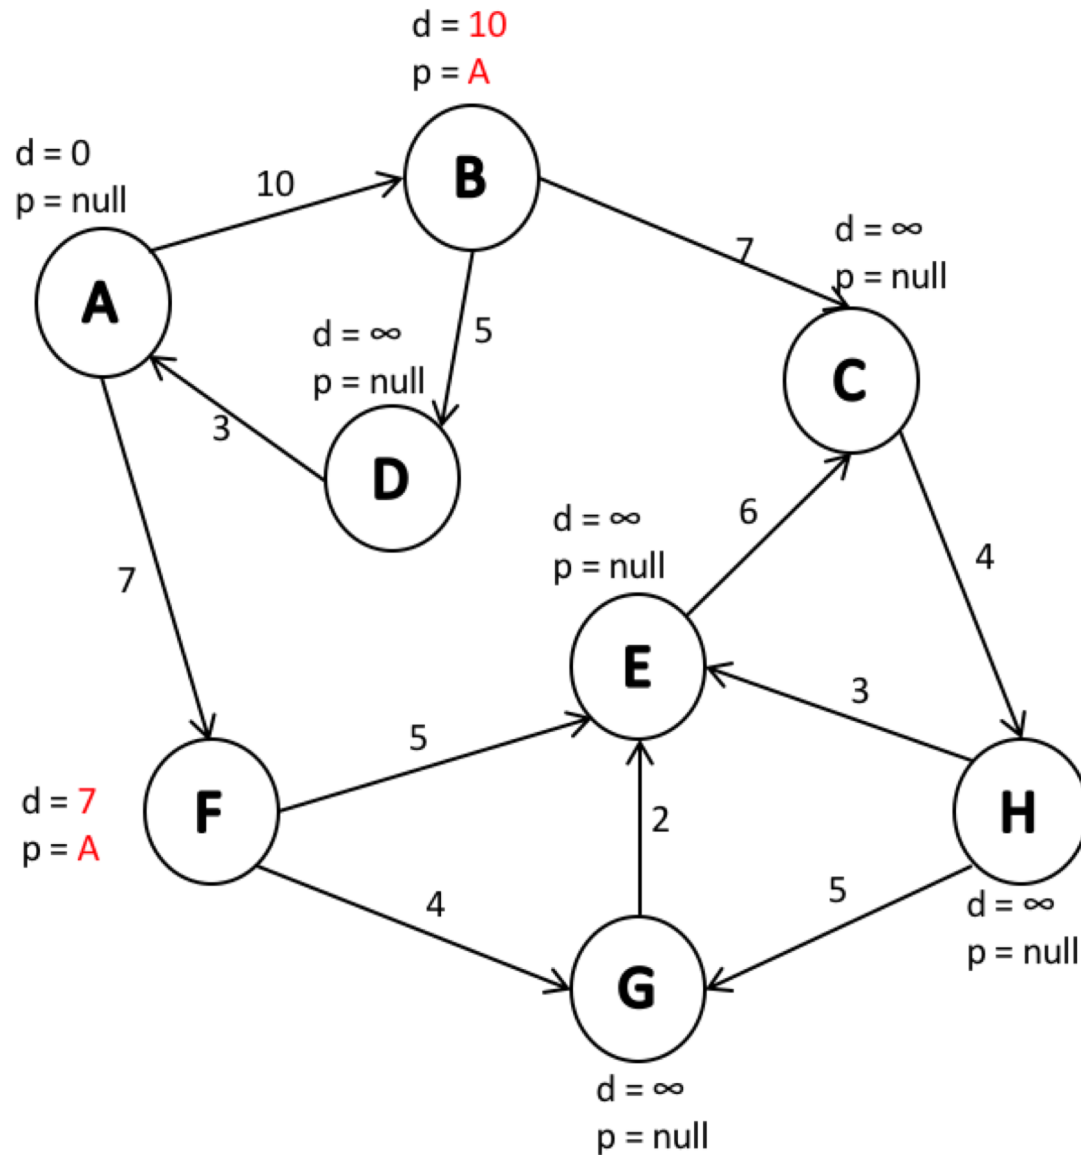 d = 10
p = A
d = 0
p = null
10
B
7
d = ∞
p = null
A
5
d = ∞
p = null
C
3
D
6
d = ∞
p = null
4
7
E
3
5
d = 7
p = A
F
2
H
4
5
d = ∞
p = null
G
d = ∞
p = null